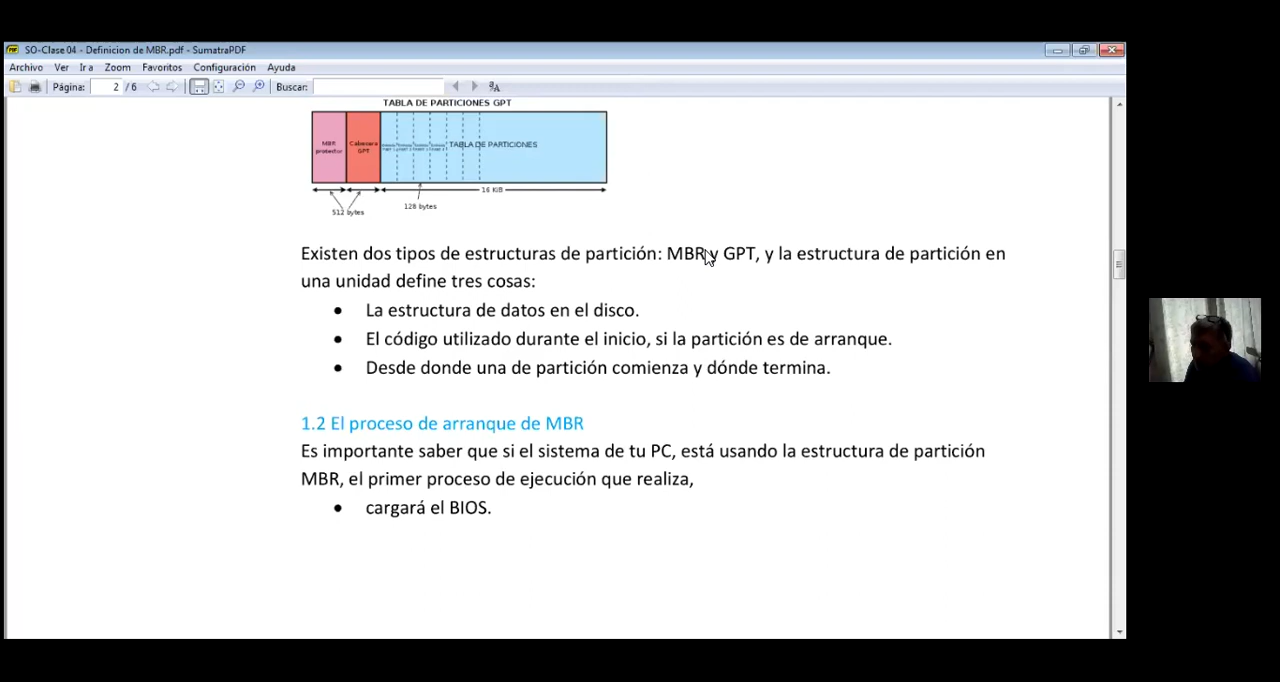 SO-Clase 04 - Definicion de MBR.pdf - SumatraPDF
Archivo Ver Ir a Zoom Favoritos Configuración Ayuda
Página: 2 / 6 Buscar:
TABLA DE PARTICIONES GPT
MBR protector
Cabecera GPT
TABLA DE PARTICIONES
16 KiB
512 bytes
128 bytes
Existen dos tipos de estructuras de partición: MBR y GPT, y la estructura de partición en
una unidad define tres cosas:
• La estructura de datos en el disco.
• El código utilizado durante el inicio, si la partición es de arranque.
• Desde donde una de partición comienza y dónde termina.
1.2 El proceso de arranque de MBR
Es importante saber que si el sistema de tu PC, está usando la estructura de partición
MBR, el primer proceso de ejecución que realiza,
• cargará el BIOS.